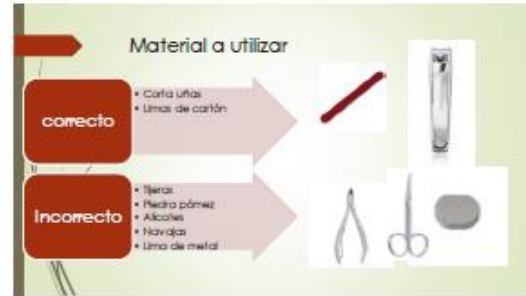 Material a utilizar
correcto
• Corta uñas
• Limas de cartón
Incorrecto
• Tijeras
• Piedra pómez
• Alicates
• Navajas
• Lima de metal